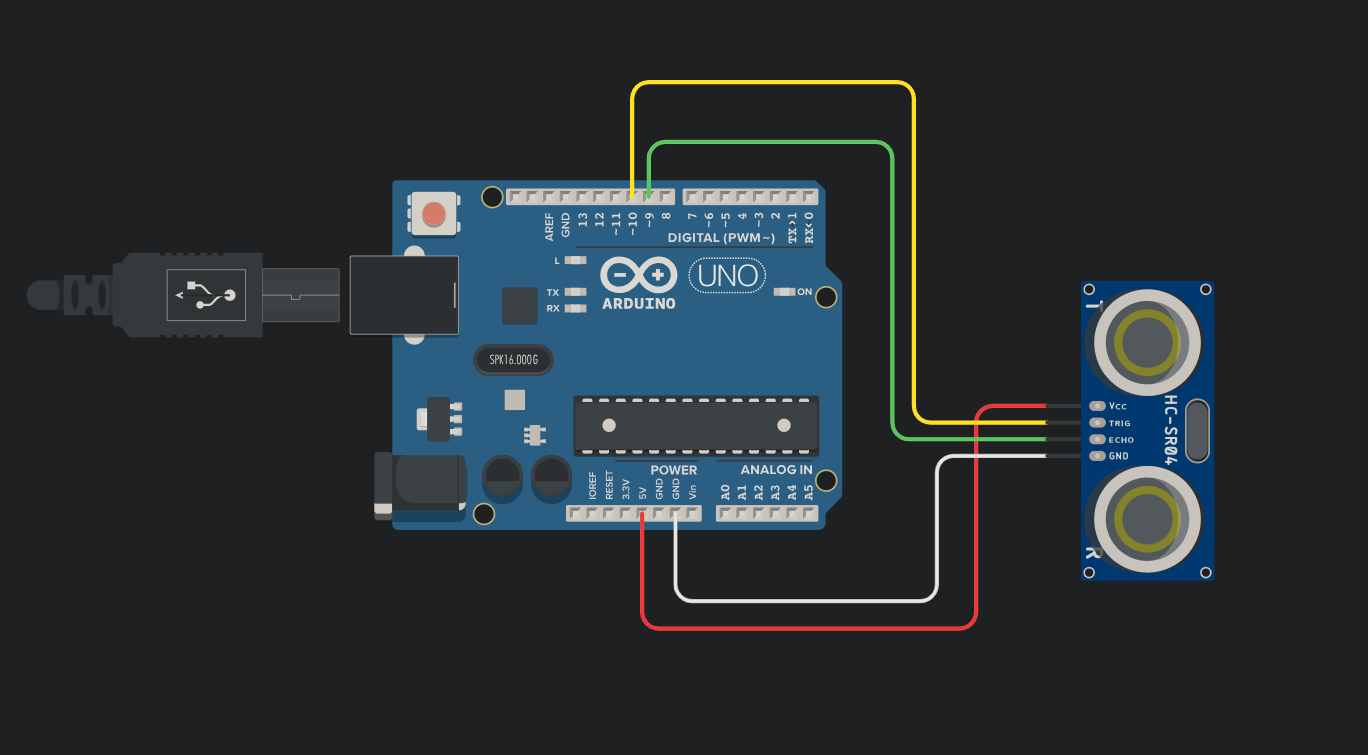 AREF
GND
13
12
~11
~10
~9
8
7
~6
~5
4
~3
2
TX›1
RX‹0
DIGITAL (PWM~)
L
TX
RX
ARDUINO
UNO
ON
SPK16.000G
POWER
ANALOG IN
IOREF
RESET
3.3V
5V
GND
GND
Vin
A0
A1
A2
A3
A4
A5
T
Vcc
TRIG
ECHO
GND
HC-SR04
R